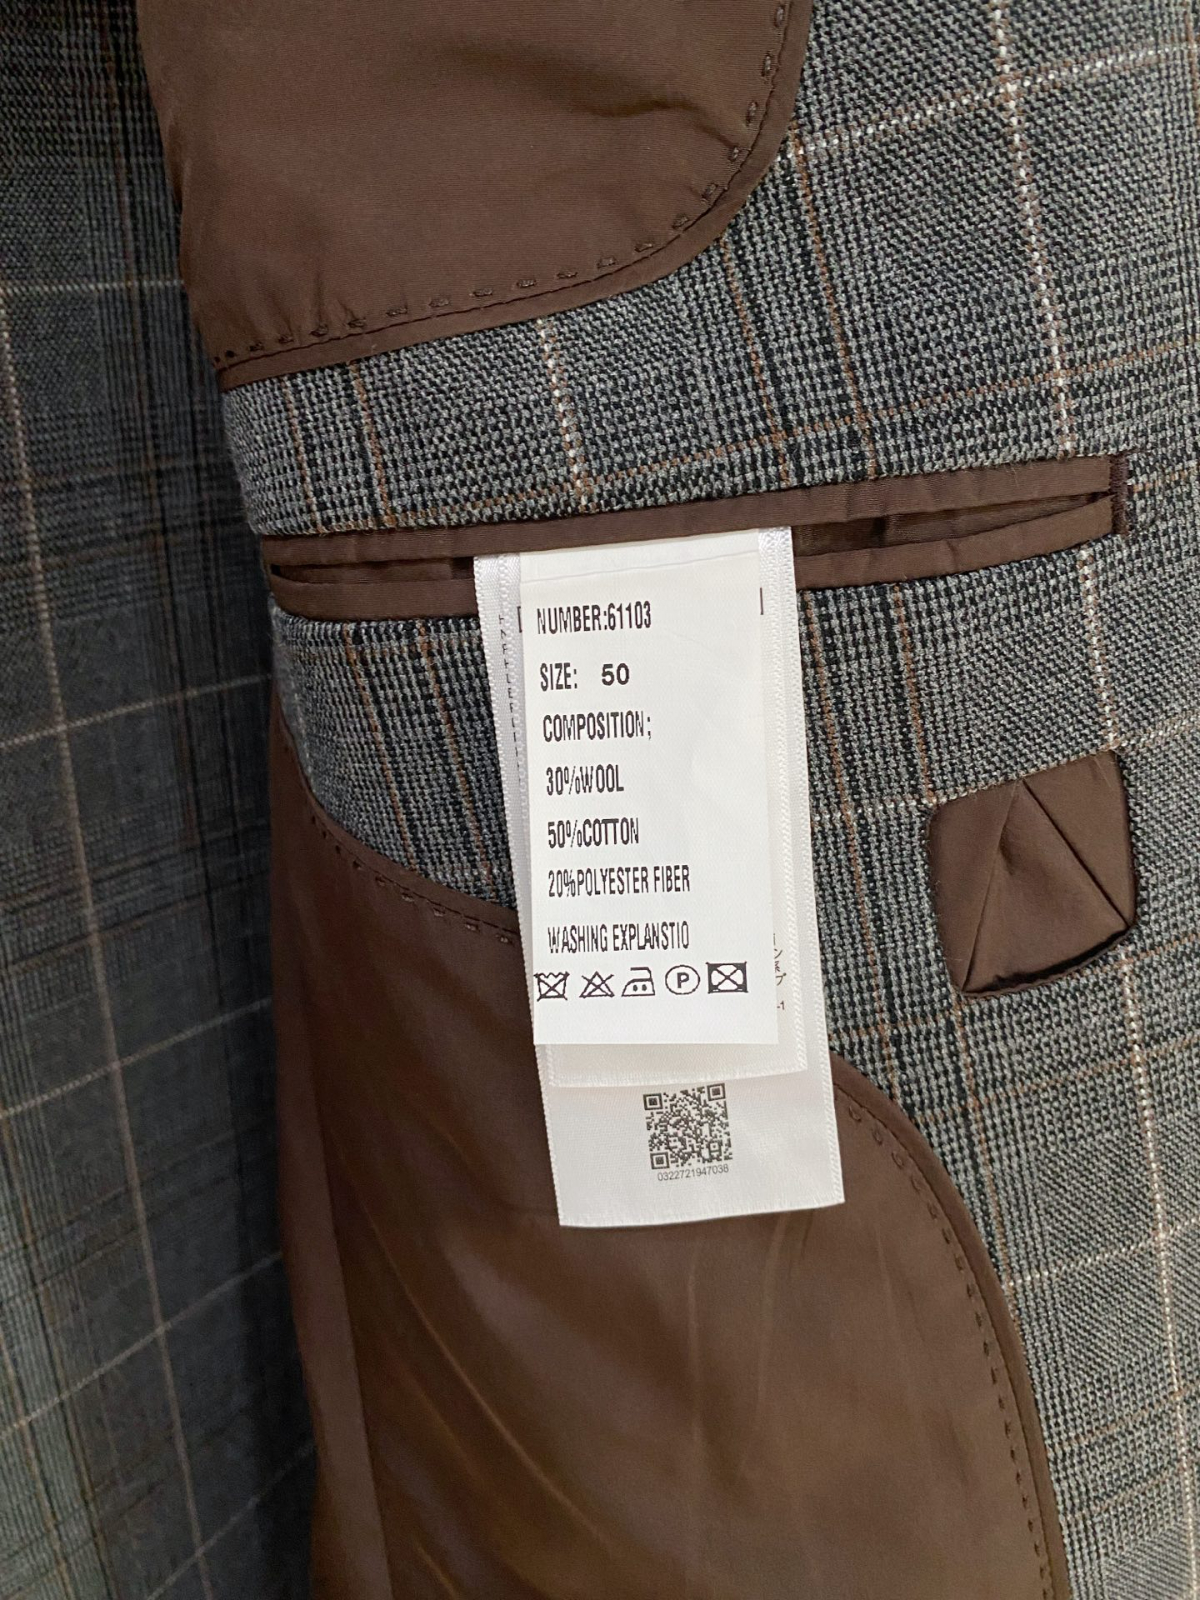 NUMBER:61103
SIZE: 50
COMPOSITION;
30%WOOL
50%COTTON
20%POLYESTER FIBER
WASHING EXPLANSTIO
P
0322721947038